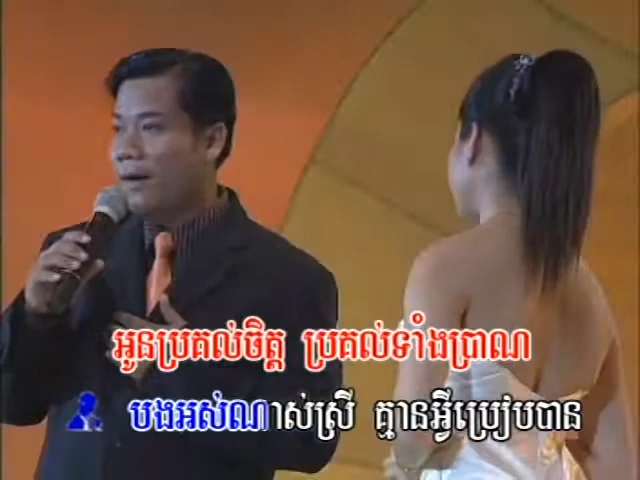 អូនប្រគល់ចិត្ត ប្រគល់ទាំងប្រាណ
បងអស់ណាស់ស្រី គ្មានអ្វីប្រៀបបាន